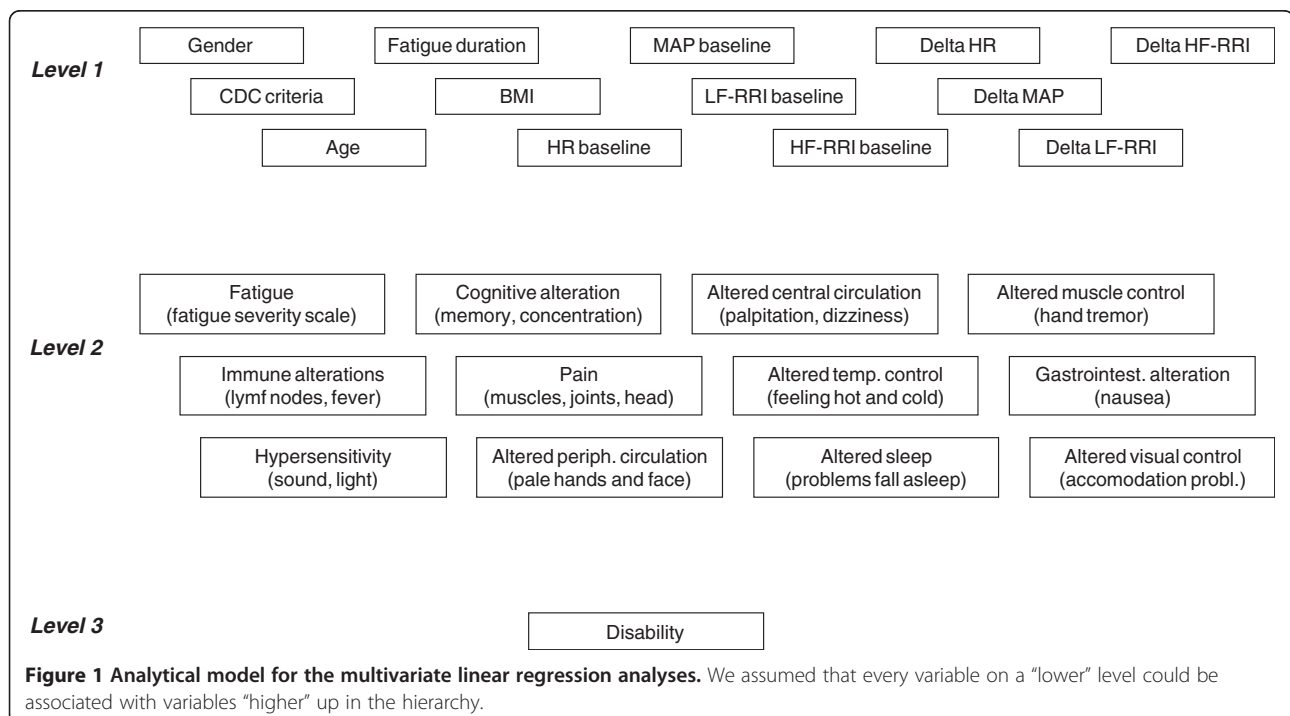 Level 1
Gender
Fatigue duration
MAP baseline
Delta HR
Delta HF-RRI
CDC criteria
BMI
LF-RRI baseline
Delta MAP
Age
HR baseline
HF-RRI baseline
Delta LF-RRI
Level 2
Fatigue
(fatigue severity scale)
Cognitive alteration
(memory, concentration)
Altered central circulation
(palpitation, dizziness)
Altered muscle control
(hand tremor)
Immune alterations
(lymf nodes, fever)
Pain
(muscles, joints, head)
Altered temp. control
(feeling hot and cold)
Gastrointest. alteration
(nausea)
Hypersensitivity
(sound, light)
Altered periph. circulation
(pale hands and face)
Altered sleep
(problems fall asleep)
Altered visual control
(accomodation probl.)
Level 3
Disability
Figure 1 Analytical model for the multivariate linear regression analyses. We assumed that every variable on a “lower” level could be
associated with variables “higher” up in the hierarchy.